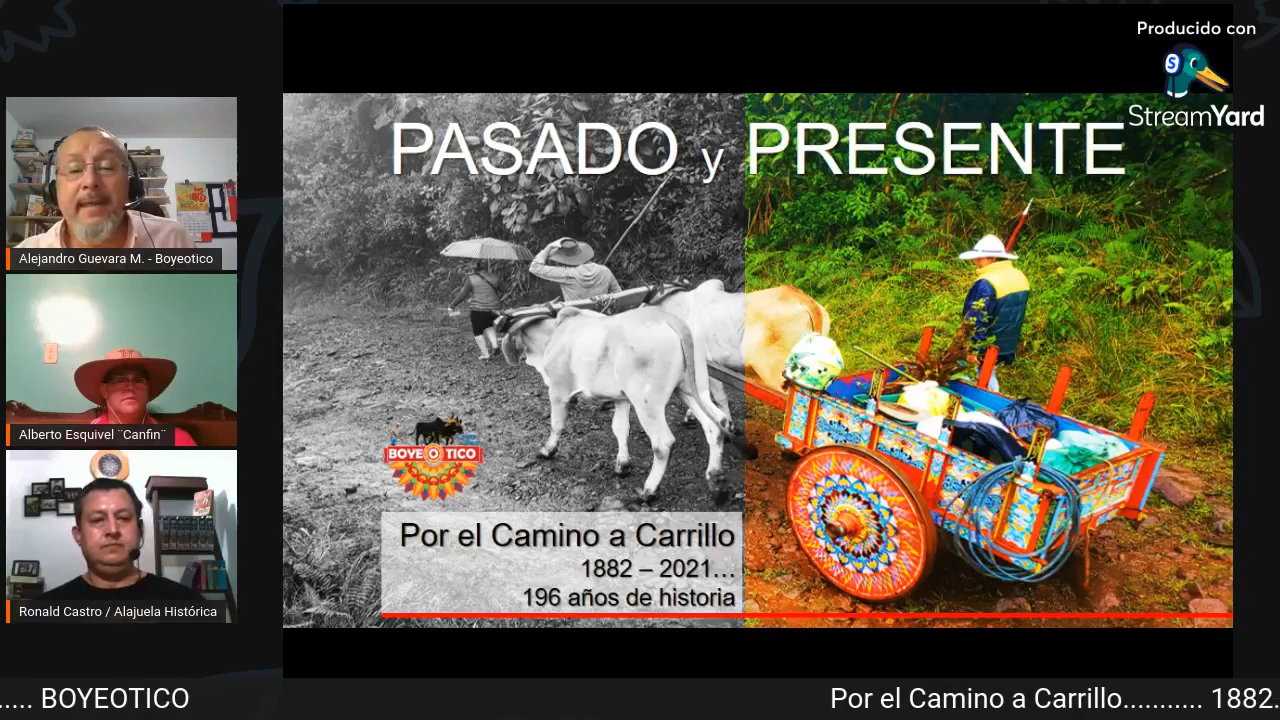 Producido con
S
StreamYard
Alejandro Guevara M. - Boyeotico
Alberto Esquivel ¨Canfin¨
Ronald Castro / Alajuela Histórica
PASADO y PRESENTE
BOYEOTICO
Por el Camino a Carrillo
1882 – 2021...
196 años de historia
..... BOYEOTICO
Por el Camino a Carrillo........... 1882.